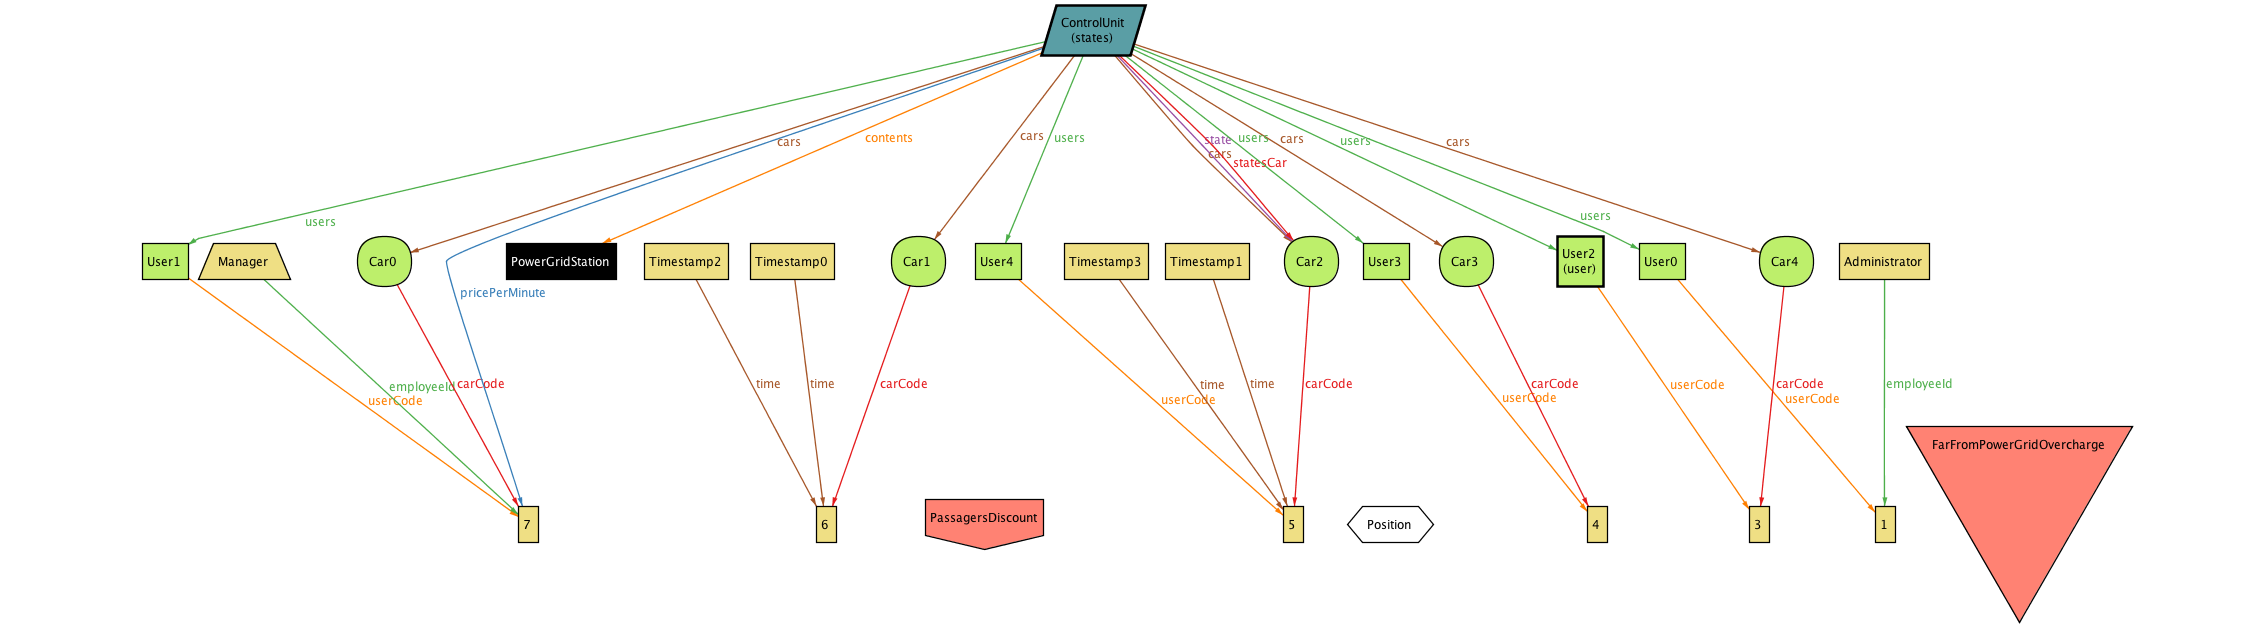 ControlUnit
(states)
cars
contents
cars
users
state
users
cars
users
cars
cars
statesCar
users
users
User1
Manager
Car0
PowerGridStation
Timestamp2
Timestamp0
Car1
User4
Timestamp3
Timestamp1
Car2
User3
Car3
User2
(user)
User0
Car4
Administrator
pricePerMinute
employeeId
carCode
userCode
time
time
carCode
time
userCode
time
carCode
carCode
userCode
userCode
carCode
userCode
employeeId
FarFromPowerGridOvercharge
7
6
PassagersDiscount
5
Position
4
3
1